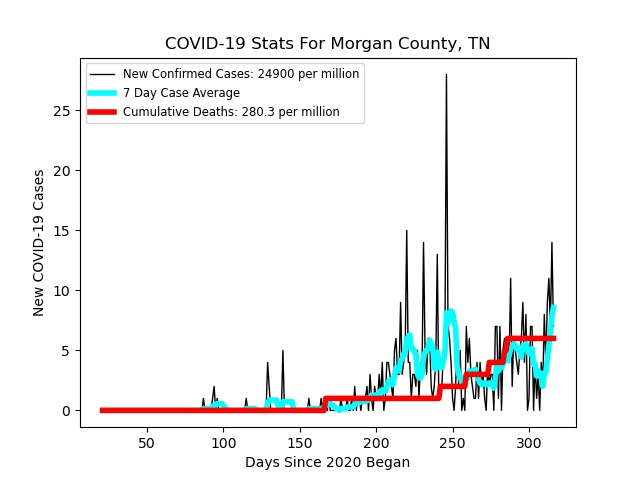 COVID-19 Stats For Morgan County, TN
New Confirmed Cases: 24900 per million
7 Day Case Average
Cumulative Deaths: 280.3 per million
New COVID-19 Cases
25
20
15
10
5
0
50 100 150 200 250 300
Days Since 2020 Began